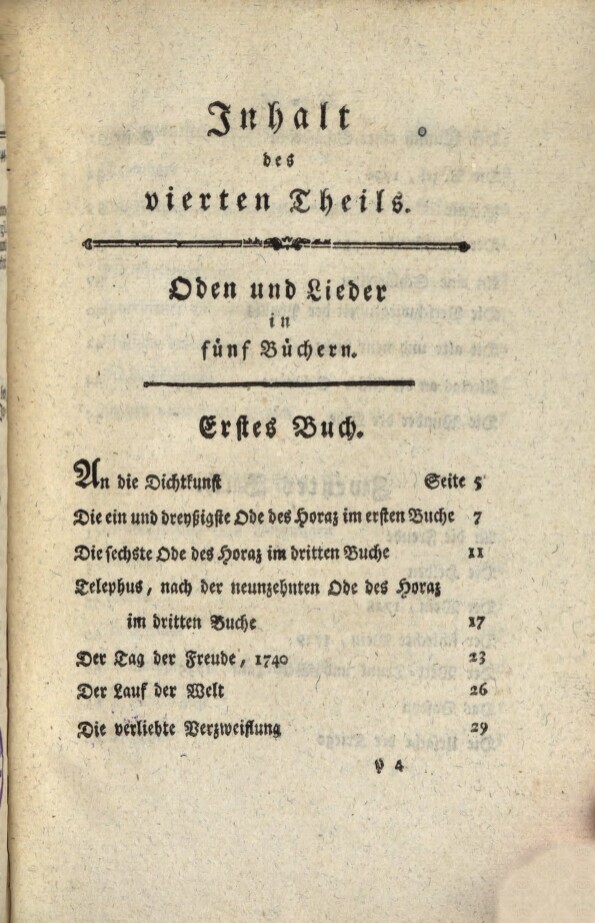 Inhalt
des
vierten Theils.
Oden und Lieder
in
fünf Büchern.
Erstes Buch.
An die Dichtkunst Seite 5
Die ein und dreyßigste Ode des Horaz im ersten Buche 7
Die sechste Ode des Horaz im dritten Buche 11
Telephus, nach der neunzehnten Ode des Horaz
im dritten Buche 17
Der Tag der Freude, 1740 23
Der Lauf der Welt 26
Die verliebte Verzweiflung 29
P 4